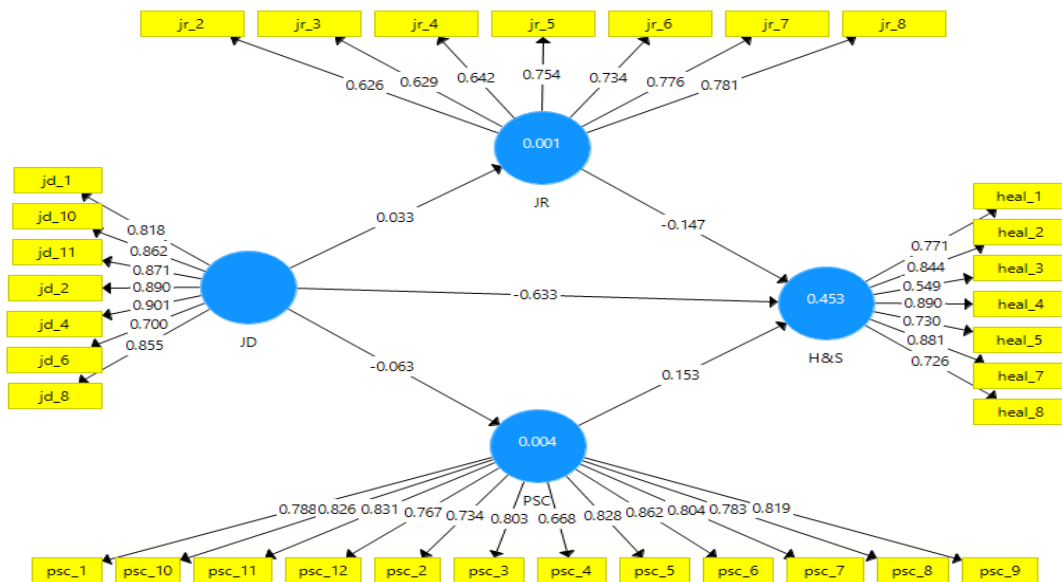 jr_2 jr_3 jr_4 jr_5 jr_6 jr_7 jr_8
0.626 0.629 0.642 0.754 0.734 0.776 0.781
0.001
JR
jd_1
jd_10
jd_11
jd_2
jd_4
jd_6
jd_8
0.818
0.862
0.871
0.890
0.901
0.700
0.855
JD
0.033
-0.147
-0.633
-0.063
0.153
0.453
H&S
0.771
0.844
0.549
0.890
0.730
0.881
0.726
heal_1
heal_2
heal_3
heal_4
heal_5
heal_7
heal_8
0.004
PSC
0.788 0.826 0.831 0.767 0.734 0.803 0.668 0.828 0.862 0.804 0.783 0.819
psc_1 psc_10 psc_11 psc_12 psc_2 psc_3 psc_4 psc_5 psc_6 psc_7 psc_8 psc_9